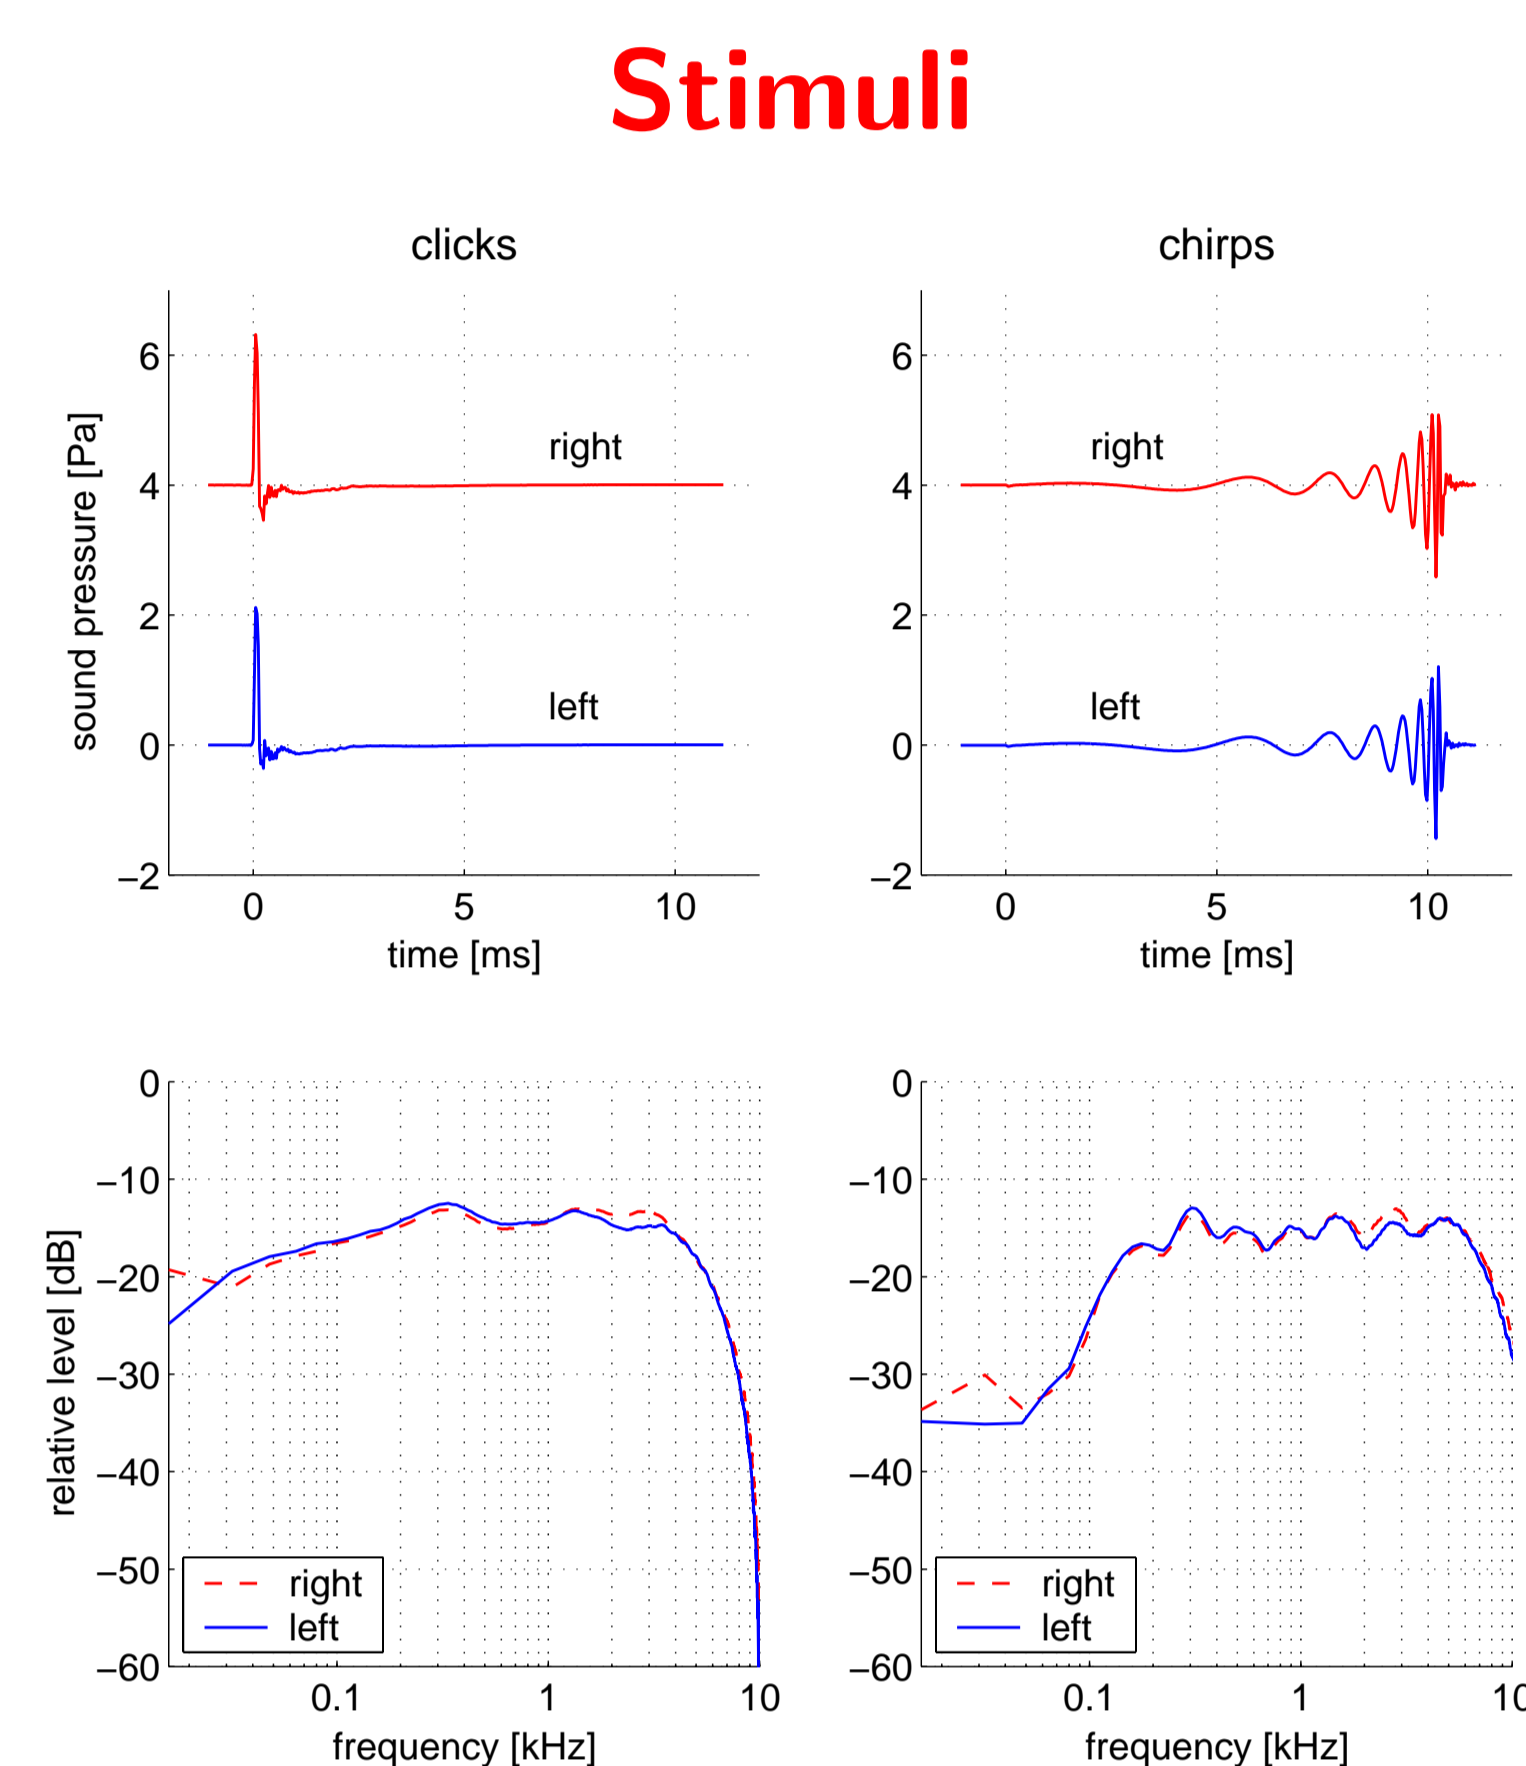 Stimuli
clicks
chirps
sound pressure [Pa]
6
4
2
0
−2
right
left
0 5 10
time [ms]
6
4
2
0
−2
right
left
0 5 10
time [ms]
relative level [dB]
0
−10
−20
−30
−40
−50
−60
right
left
0.1 1 10
frequency [kHz]
0
−10
−20
−30
−40
−50
−60
right
left
0.1 1 10
frequency [kHz]